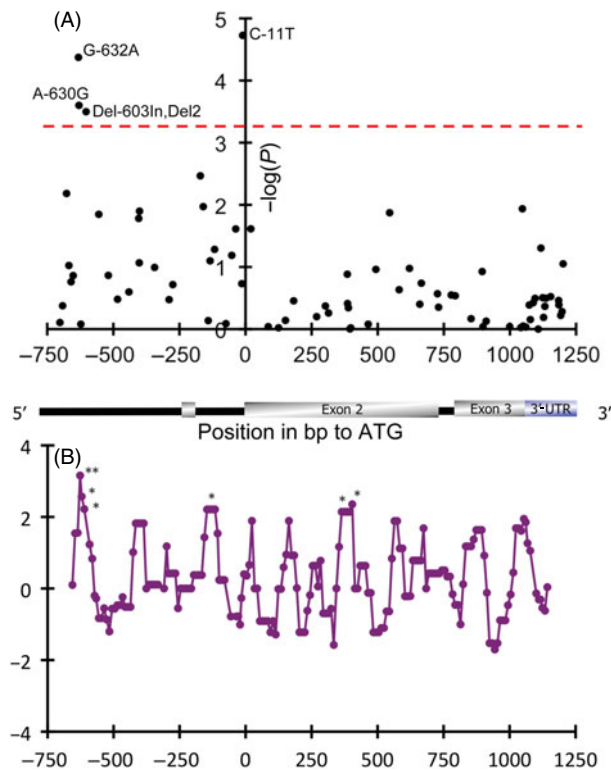 (A)
5
4
3
2
1
0
–log(P)
G-632A
C-11T
A-630G
Del-603In,Del2
−750 −500 −250 0 250 500 750 1000 1250
5′ Exon 2 Exon 3 3′-UTR 3′
Position in bp to ATG
(B)
4
2
0
−2
−4
**
*
*
*
* *
−750 −500 −250 0 250 500 750 1000 1250